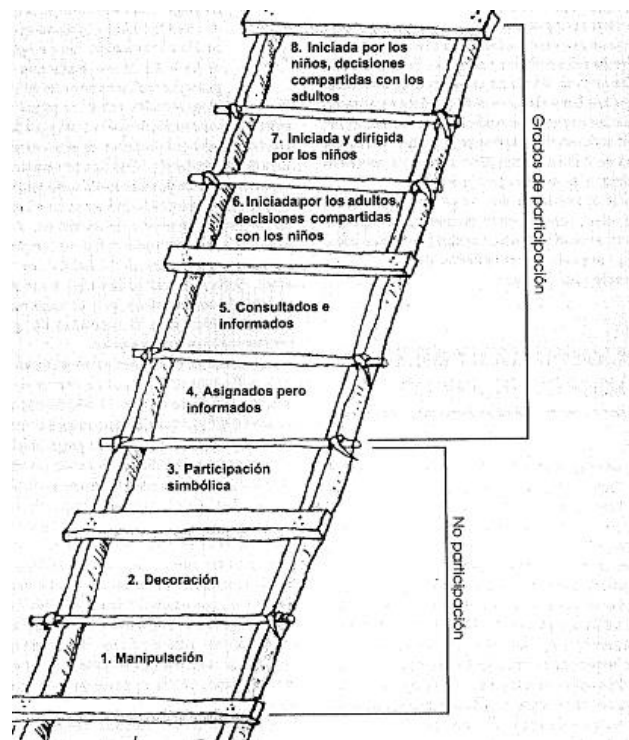 8. Iniciada por los
niños, decisiones
compartidas con los
adultos
7. Iniciada y dirigida
por los niños
6. Iniciada por los adultos,
decisiones compartidas
con los niños
5. Consultados e
informados
4. Asignados pero
informados
3. Participación
simbólica
2. Decoración
1. Manipulación
Grados de participación
No participación